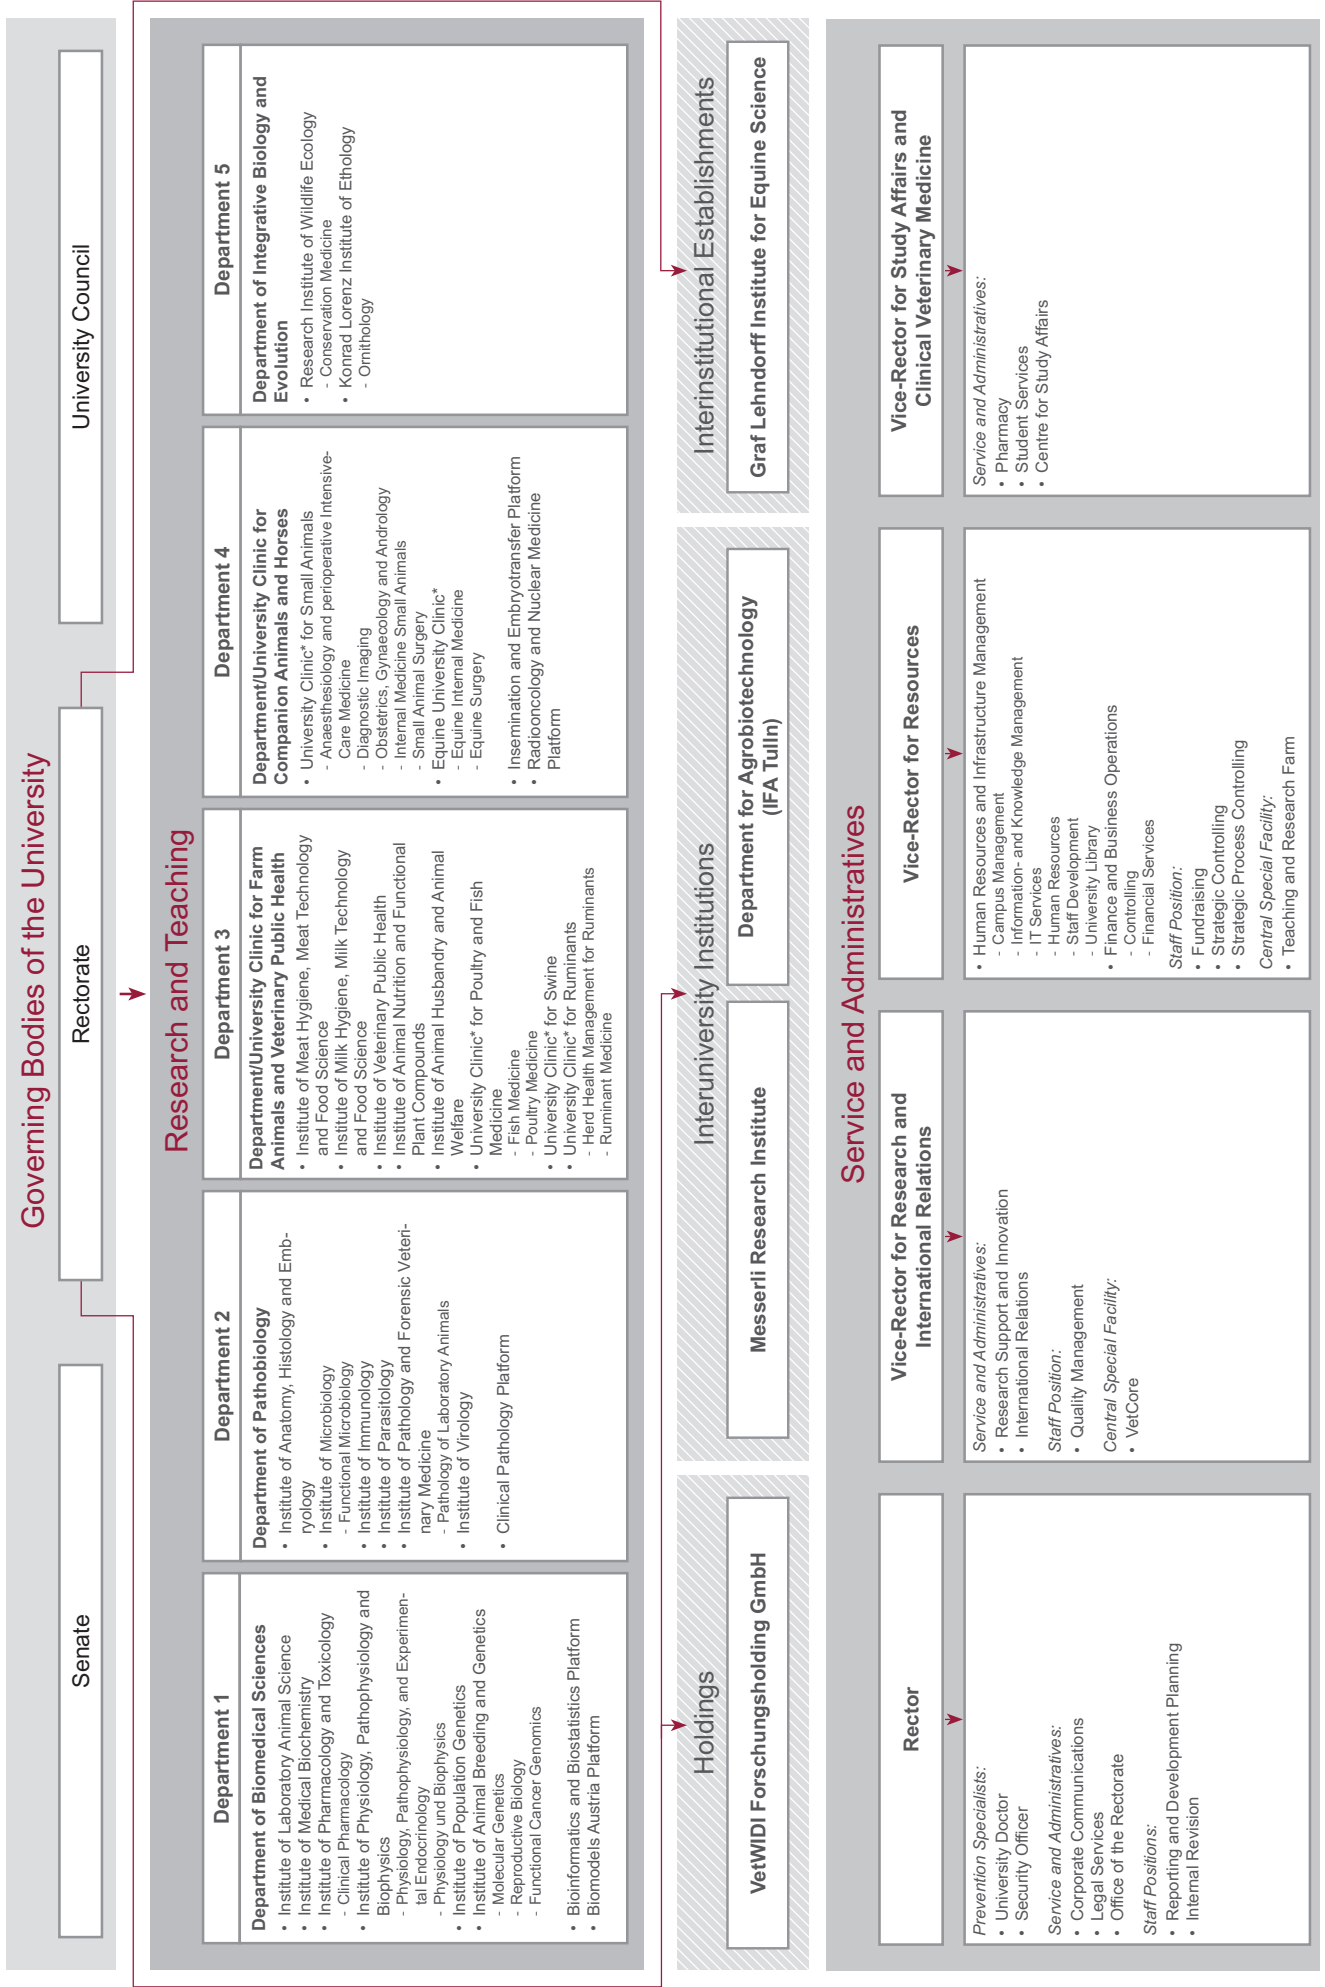 Governing Bodies of the University
Senate
Rectorate
University Council
Research and Teaching
Department 1
Department of Biomedical Sciences
• Institute of Laboratory Animal Science
• Institute of Medical Biochemistry
• Institute of Pharmacology and Toxicology
- Clinical Pharmacology
• Institute of Physiology, Pathophysiology and
Biophysics
- Physiology, Pathophysiology, and Experimen-
tal Endocrinology
- Physiology und Biophysics
• Institute of Population Genetics
• Institute of Animal Breeding and Genetics
- Molecular Genetics
- Reproductive Biology
- Functional Cancer Genomics
• Bioinformatics and Biostatistics Platform
• Biomodels Austria Platform
Department 2
Department of Pathobiology
• Institute of Anatomy, Histology and Emb-
ryology
• Institute of Microbiology
- Functional Microbiology
• Institute of Immunology
• Institute of Parasitology
• Institute of Pathology and Forensic Veteri-
nary Medicine
- Pathology of Laboratory Animals
• Institute of Virology
• Clinical Pathology Platform
Department 3
Department/University Clinic for Farm
Animals and Veterinary Public Health
• Institute of Meat Hygiene, Meat Technology
and Food Science
• Institute of Milk Hygiene, Milk Technology
and Food Science
• Institute of Veterinary Public Health
• Institute of Animal Nutrition and Functional
Plant Compounds
• Institute of Animal Husbandry and Animal
Welfare
• University Clinic* for Poultry and Fish
Medicine
- Fish Medicine
- Poultry Medicine
• University Clinic* for Swine
• University Clinic* for Ruminants
- Herd Health Management for Ruminants
- Ruminant Medicine
Department 4
Department/University Clinic for
Companion Animals and Horses
• University Clinic* for Small Animals
- Anaesthesiology and perioperative Intensive-
Care Medicine
- Diagnostic Imaging
- Obstetrics, Gynaecology and Andrology
- Internal Medicine Small Animals
- Small Animal Surgery
• Equine University Clinic*
- Equine Internal Medicine
- Equine Surgery
• Insemination and Embryotransfer Platform
• Radiooncology and Nuclear Medicine
Platform
Department 5
Department of Integrative Biology and
Evolution
• Research Institute of Wildlife Ecology
- Conservation Medicine
• Konrad Lorenz Institute of Ethology
- Ornithology
Holdings
VetWIDI Forschungsholding GmbH
Interuniversity Institutions
Messerli Research Institute
Department for Agrobiotechnology
(IFA Tulln)
Interinstitutional Establishments
Graf Lehndorff Institute for Equine Science
Service and Administratives
Rector
Prevention Specialists:
• University Doctor
• Security Officer
Service and Administratives:
• Corporate Communications
• Legal Services
• Office of the Rectorate
Staff Positions:
• Reporting and Development Planning
• Internal Revision
Vice-Rector for Research and
International Relations
Service and Administratives:
• Research Support and Innovation
• International Relations
Staff Position:
• Quality Management
Central Special Facility:
• VetCore
Vice-Rector for Resources
• Human Resources and Infrastructure Management
- Campus Management
- Information- and Knowledge Management
- IT Services
- Human Resources
- Staff Development
- University Library
• Finance and Business Operations
- Controlling
- Financial Services
Staff Position:
• Fundraising
• Strategic Controlling
• Strategic Process Controlling
Central Special Facility:
• Teaching and Research Farm
Vice-Rector for Study Affairs and
Clinical Veterinary Medicine
Service and Administratives:
• Pharmacy
• Student Services
• Centre for Study Affairs